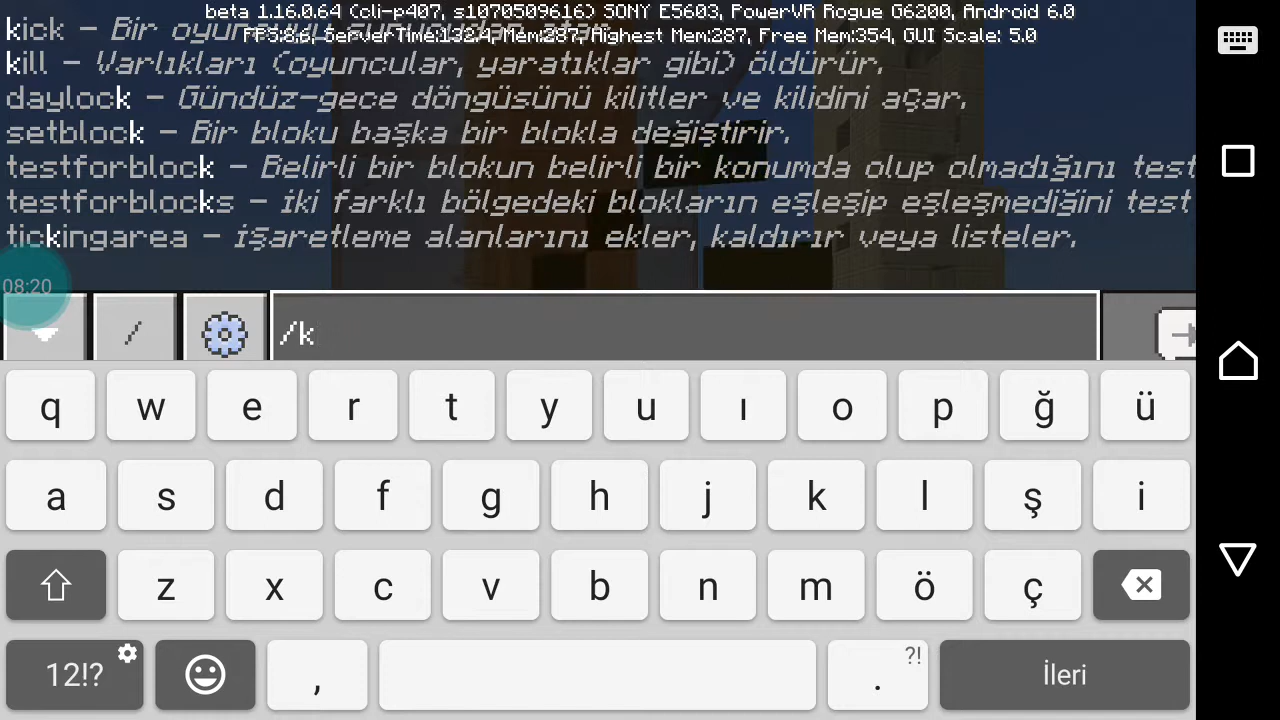 beta 1.16.0.64 (cli-p407, s1070509616) SONY E5603, PowerVR Rogue G6200, Android 6.0
FPS:8.6, ServerTime:132.4, Mem:287, Highest Mem:387, Free Mem:354, GUI Scale: 5.0
kick - Bir oyuncuyu sunucudan atar.
kill - Varlıkları (oyuncular, yaratıklar gibi) öldürür.
daylock - Gündüz-gece döngüsünü kilitler ve kilidini açar.
setblock - Bir bloku başka bir blokla değiştirir.
testforblock - Belirli bir blokun belirli bir konumda olup olmadığını test
testforblocks - İki farklı bölgedeki blokların eşleşip eşleşmediğini test
tickingarea - İşaretleme alanlarını ekler, kaldırır veya listeler.
08:20
/ /k
q w e r t y u ı o p ğ ü
a s d f g h j k l ş i
z x c v b n m ö ç
12!? , . ?! İleri